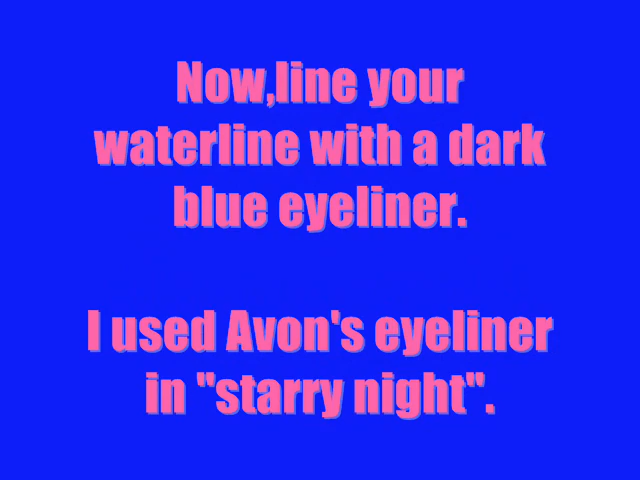 Now,line your
waterline with a dark
blue eyeliner.
I used Avon's eyeliner
in "starry night".